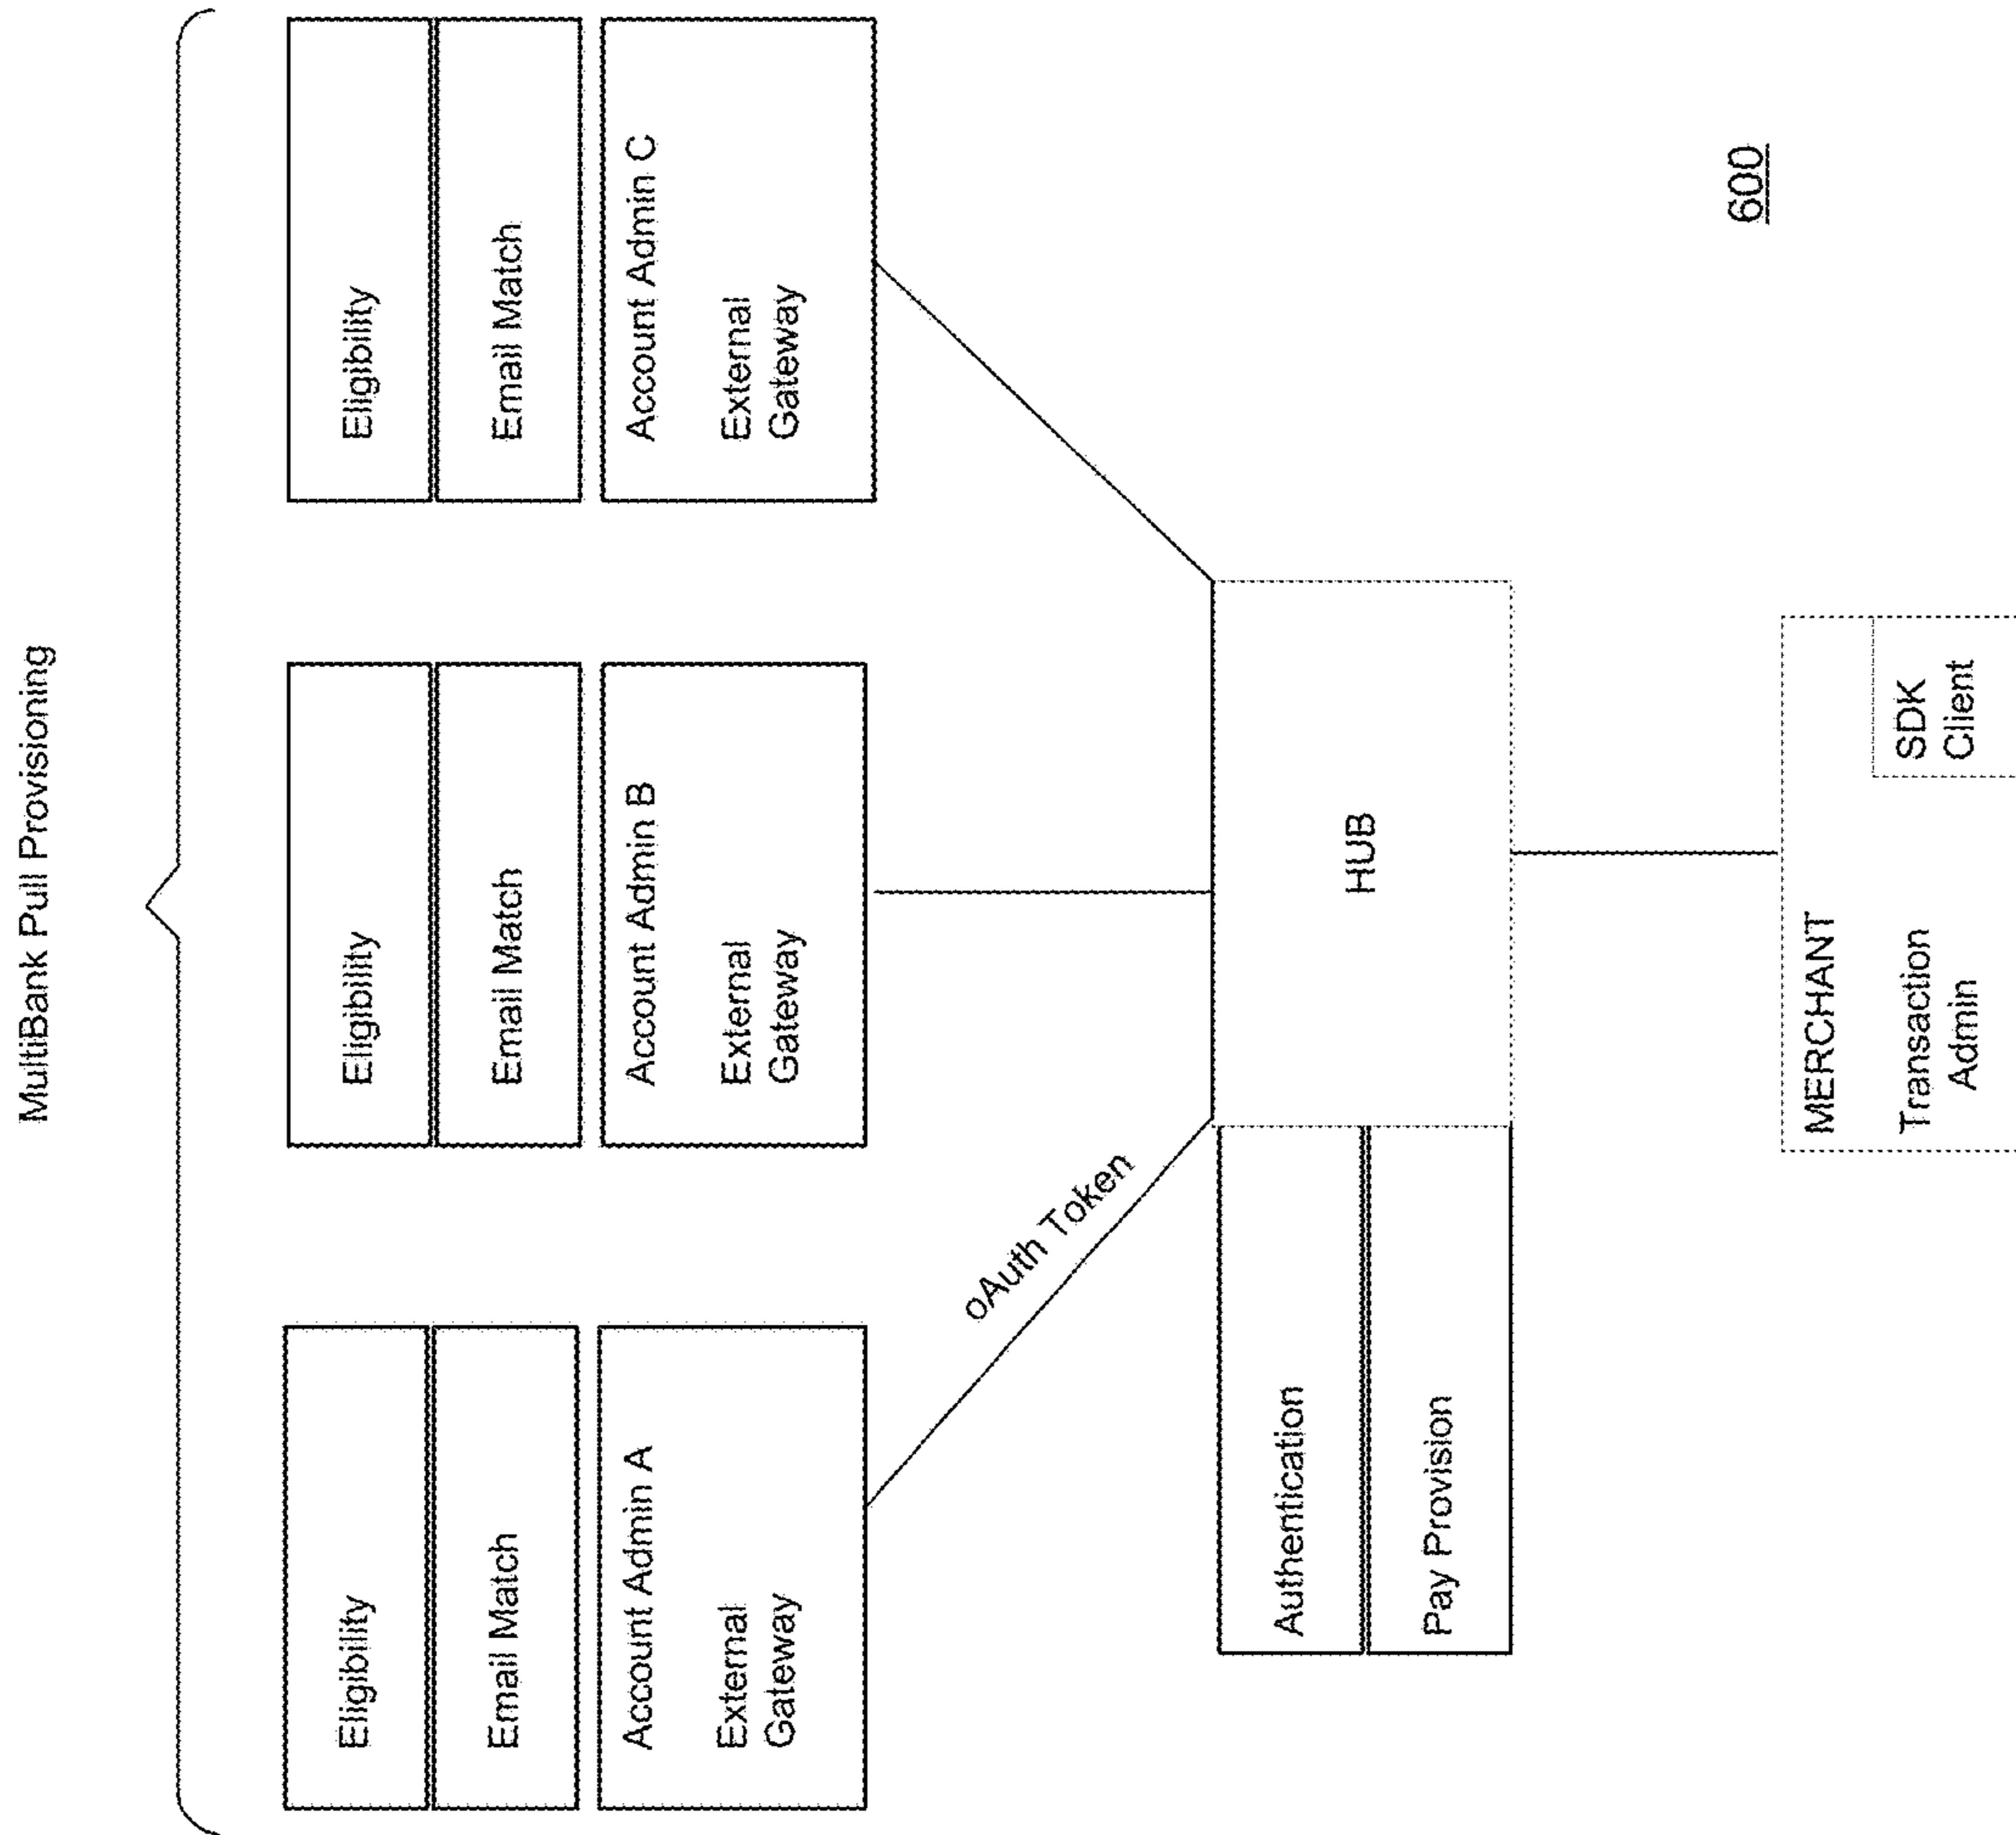 MultiBank Pull Provisioning
Eligibility
Email Match
Account Admin A
External
Gateway
Eligibility
Email Match
Account Admin B
External
Gateway
Eligibility
Email Match
Account Admin C
External
Gateway
oAuth Token
Authentication
Pay Provision
HUB
MERCHANT
Transaction
Admin
SDK
Client
600